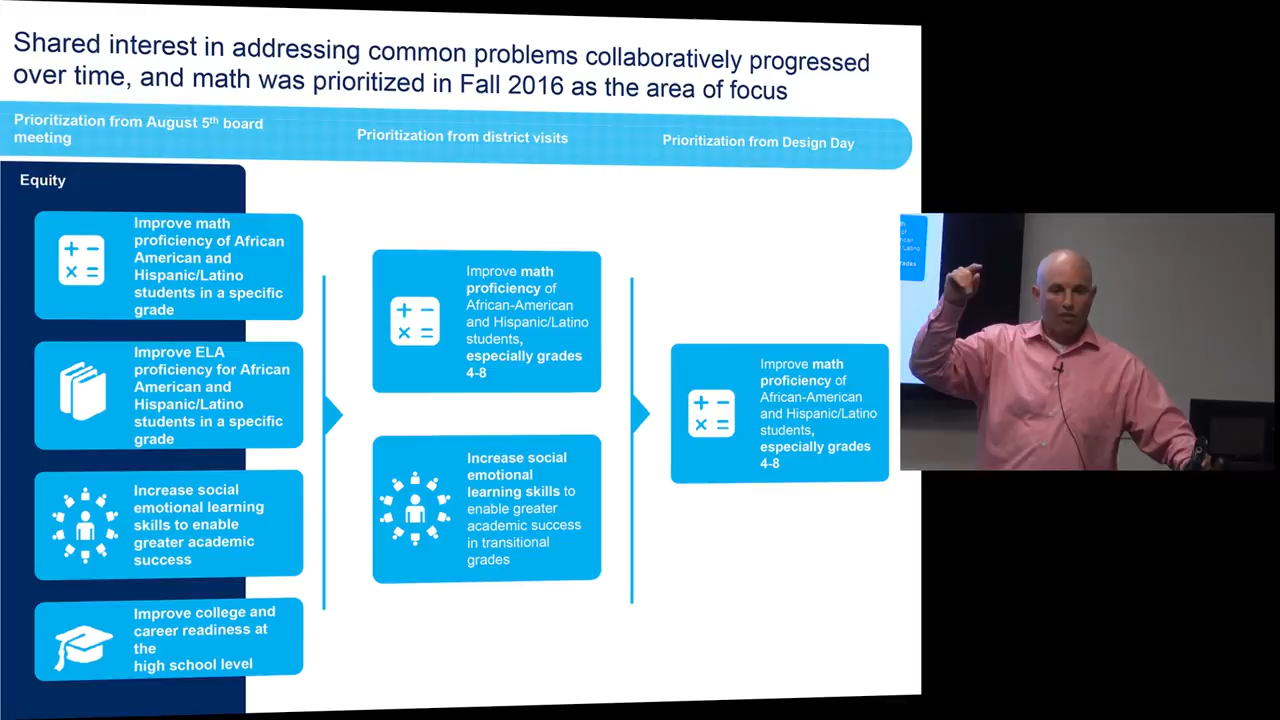 Shared interest in addressing common problems collaboratively progressed
over time, and math was prioritized in Fall 2016 as the area of focus
Prioritization from August 5th board
meeting
Prioritization from district visits
Prioritization from Design Day
Equity
Improve math
proficiency of African
American and
Hispanic/Latino
students in a specific
grade
Improve ELA
proficiency for African
American and
Hispanic/Latino
students in a specific
grade
Increase social
emotional learning
skills to enable
greater academic
success
Improve college and
career readiness at
the
high school level
Improve math
proficiency of
African-American
and Hispanic/Latino
students,
especially grades
4-8
Increase social
emotional
learning skills to
enable greater
academic success
in transitional
grades
Improve math
proficiency of
African-American
and Hispanic/Latino
students,
especially grades
4-8